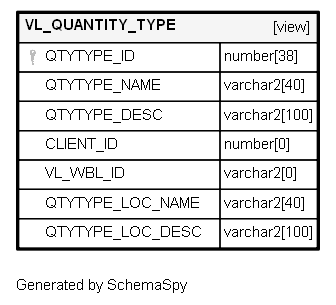 VL_QUANTITY_TYPE [view]
QTYTYPE_ID number[38]
QTYTYPE_NAME varchar2[40]
QTYTYPE_DESC varchar2[100]
CLIENT_ID number[0]
VL_WBL_ID varchar2[0]
QTYTYPE_LOC_NAME varchar2[40]
QTYTYPE_LOC_DESC varchar2[100]
Generated by SchemaSpy